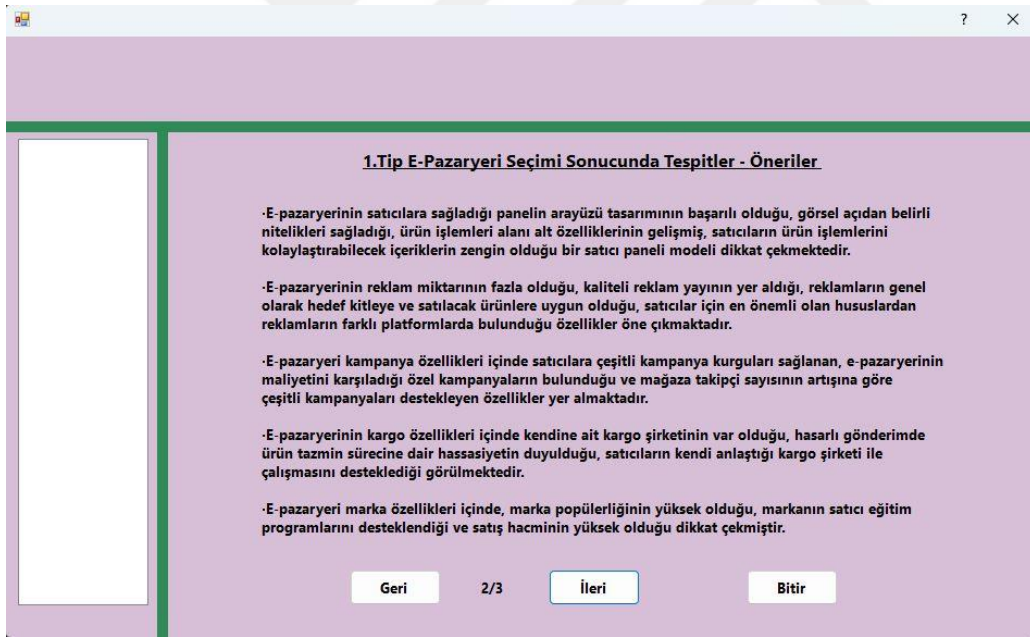 ?
1.Tip E-Pazaryeri Seçimi Sonucunda Tespitler - Öneriler
·E-pazaryerinin satıcılara sağladığı panelin arayüzü tasarımının başarılı olduğu, görsel açıdan belirli
nitelikleri sağladığı, ürün işlemleri alanı alt özelliklerinin gelişmiş, satıcıların ürün işlemlerini
kolaylaştırabilecek içeriklerin zengin olduğu bir satıcı paneli modeli dikkat çekmektedir.
·E-pazaryerinin reklam miktarının fazla olduğu, kaliteli reklam yayının yer aldığı, reklamların genel
olarak hedef kitleye ve satılacak ürünlere uygun olduğu, satıcılar için en önemli olan hususlardan
reklamların farklı platformlarda bulunduğu özellikler öne çıkmaktadır.
·E-pazaryeri kampanya özellikleri içinde satıcılara çeşitli kampanya kurguları sağlanan, e-pazaryerinin
maliyetini karşıladığı özel kampanyaların bulunduğu ve mağaza takipçi sayısının artışına göre
çeşitli kampanyaları destekleyen özellikler yer almaktadır.
·E-pazaryerinin kargo özellikleri içinde kendine ait kargo şirketinin var olduğu, hasarlı gönderimde
ürün tazmin sürecine dair hassasiyetin duyulduğu, satıcıların kendi anlaştığı kargo şirketi ile
çalışmasını desteklediği görülmektedir.
·E-pazaryeri marka özellikleri içinde, marka popülerliğinin yüksek olduğu, markanın satıcı eğitim
programlarını desteklendiği ve satış hacminin yüksek olduğu dikkat çekmiştir.
Geri 2/3 İleri Bitir